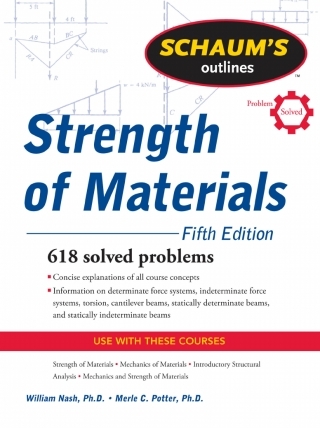 SCHAUM'S
outlines
™
Problem
Solved
Strings
Strength
of Materials
Fifth Edition
618 solved problems
• Concise explanations of all course concepts
• Information on determinate force systems, indeterminate force
systems, torsion, cantilever beams, statically determinate beams,
and statically indeterminate beams
USE WITH THESE COURSES
Strength of Materials • Mechanics of Materials • Introductory Structural
Analysis • Mechanics and Strength of Materials
William Nash, Ph.D. • Merle C. Potter, Ph.D.